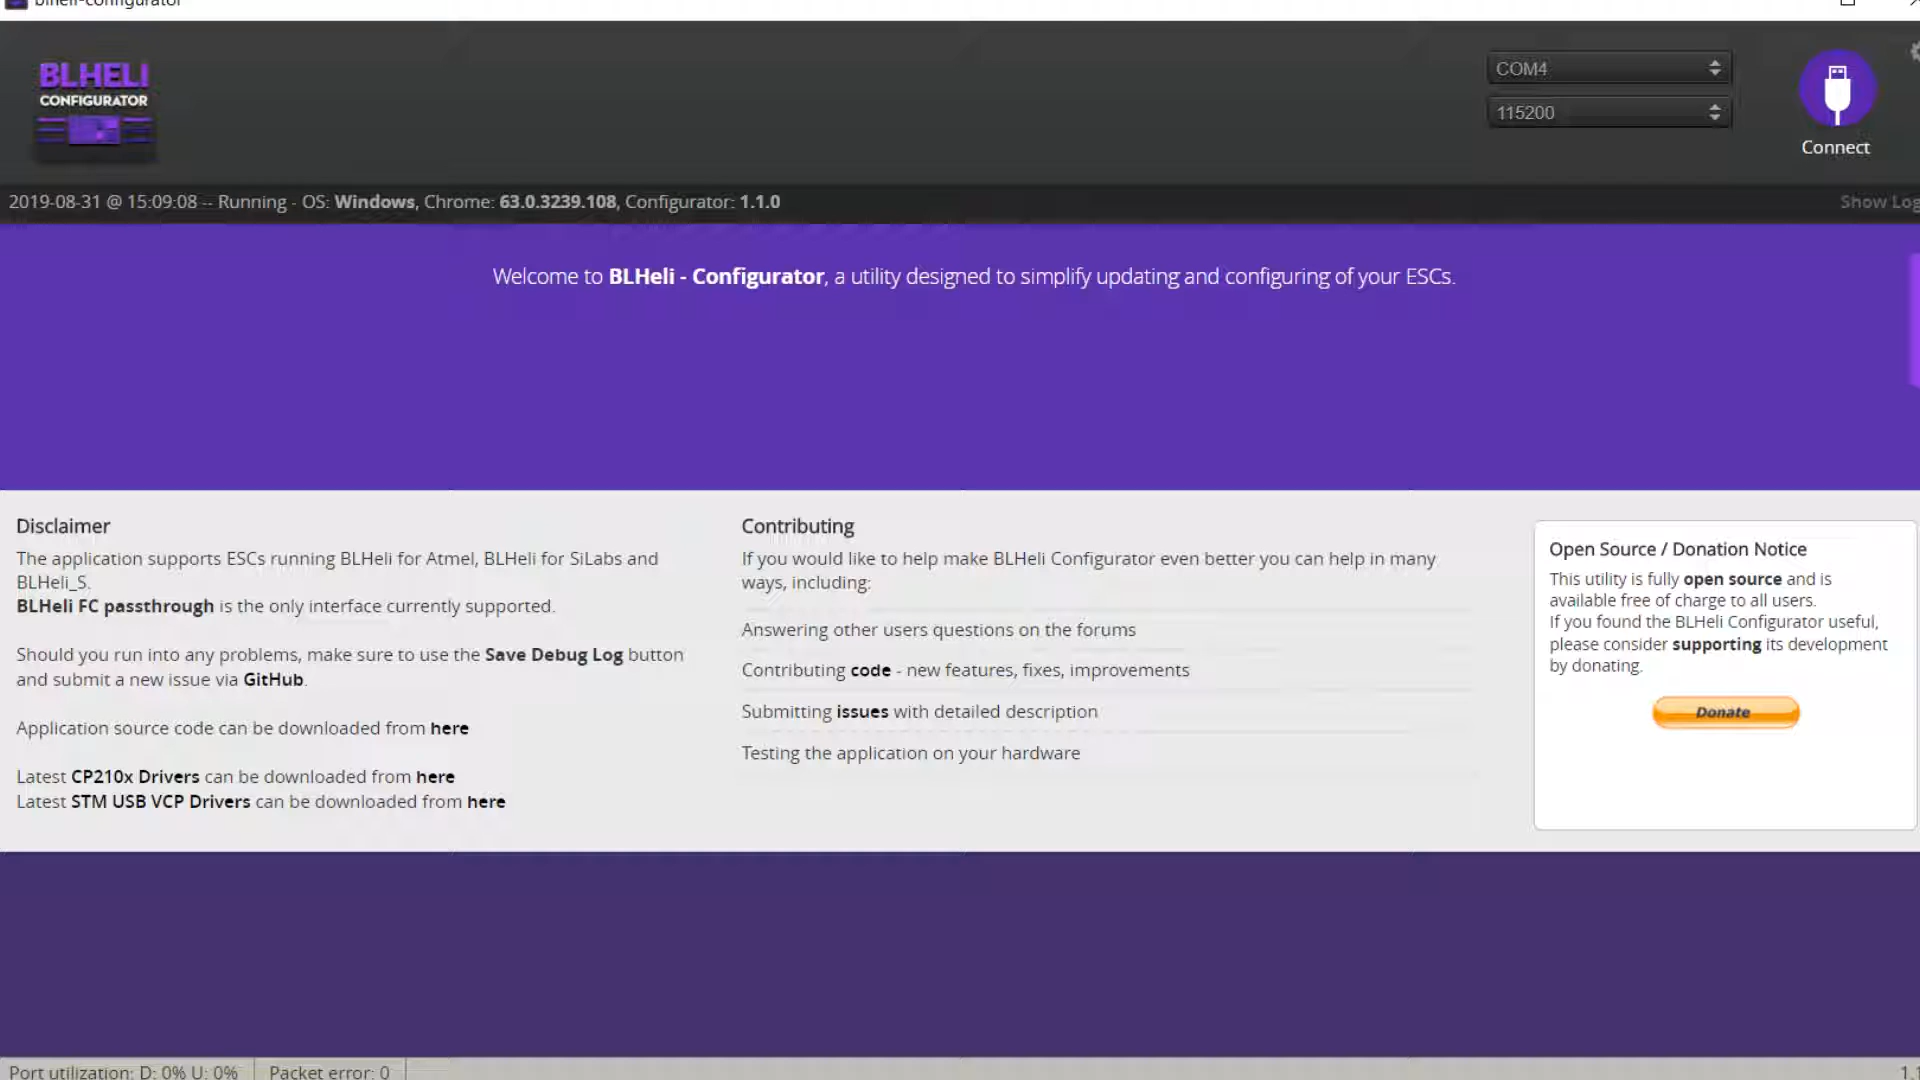 blheli-configurator
BLHELI
CONFIGURATOR
COM4
115200
Connect
2019-08-31 @ 15:09:08 -- Running - OS: Windows, Chrome: 63.0.3239.108, Configurator: 1.1.0
Show Log
Welcome to BLHeli - Configurator, a utility designed to simplify updating and configuring of your ESCs.
Disclaimer
The application supports ESCs running BLHeli for Atmel, BLHeli for SiLabs and
BLHeli_S.
BLHeli FC passthrough is the only interface currently supported.
Should you run into any problems, make sure to use the Save Debug Log button
and submit a new issue via GitHub.
Application source code can be downloaded from here
Latest CP210x Drivers can be downloaded from here
Latest STM USB VCP Drivers can be downloaded from here
Contributing
If you would like to help make BLHeli Configurator even better you can help in many
ways, including:
Answering other users questions on the forums
Contributing code - new features, fixes, improvements
Submitting issues with detailed description
Testing the application on your hardware
Open Source / Donation Notice
This utility is fully open source and is
available free of charge to all users.
If you found the BLHeli Configurator useful,
please consider supporting its development
by donating.
Donate
Port utilization: D: 0% U: 0%
Packet error: 0